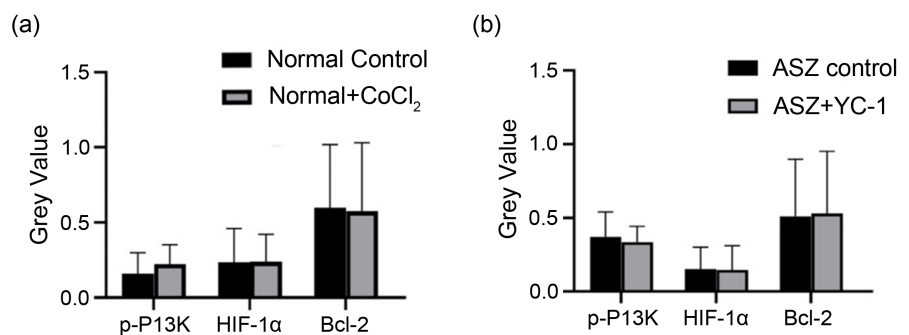 (a)
Normal Control
Normal+CoCl₂
1.5
1.0
0.5
0.0
Grey Value
p-P13K HIF-1α Bcl-2
(b)
ASZ control
ASZ+YC-1
1.5
1.0
0.5
0.0
Grey Value
p-P13K HIF-1α Bcl-2